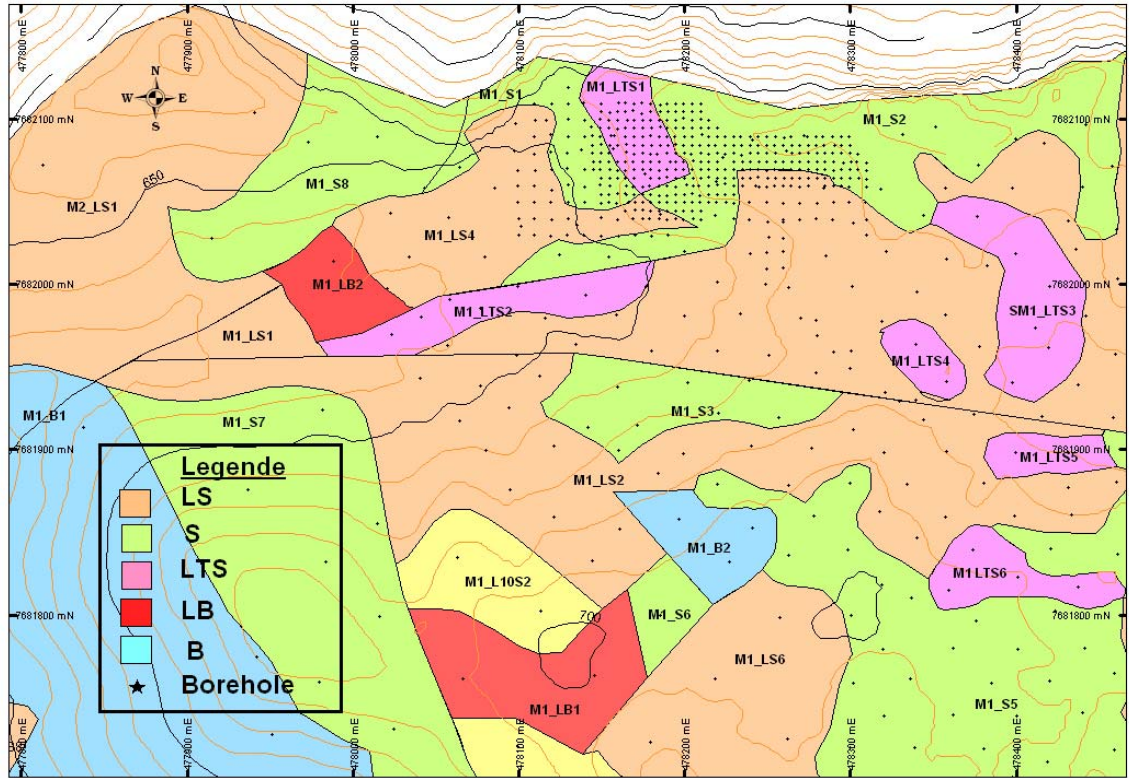 477800 mE
477900 mE
478000 mE
478100 mE
478200 mE
478300 mE
478400 mE
N
W E
S
M1_LTS1
M1_S1
7682100 mN
7682100 mN
M1_S2
650
M1_S8
M2_LS1
M1_LS4
M1_LB2
7682000 mN
7682000 mN
M1_LTS2
SM1_LTS3
M1_LS1
M1_LTS4
M1_B1
M1_S7
M1_S3
7681900 mN
7681900 mN
M1_LTS5
Legende
LS
S
LTS
LB
B
Borehole
M1_LS2
M1_B2
M1_L10S2
M1 LTS6
7681800 mN
7681800 mN
700
M1_S6
M1_LS6
M1_LB1
M1_S5
477800 mE
477900 mE
478000 mE
478100 mE
478200 mE
478300 mE
478400 mE